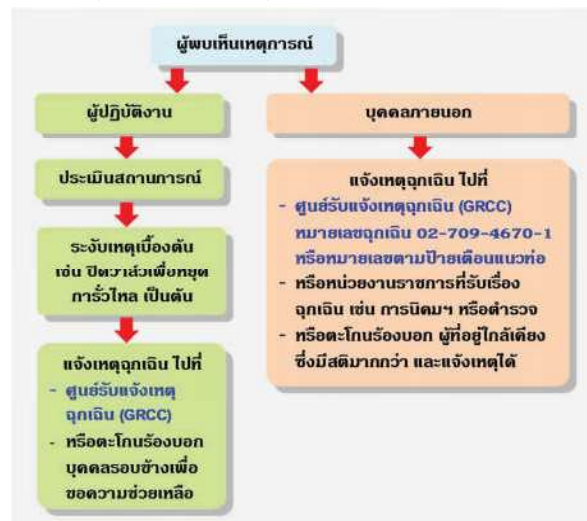 ผู้พบเห็นเหตุการณ์
ผู้ปฏิบัติงาน
ประเมินสถานการณ์
ระงับเหตุเบื้องต้น
เช่น ปิดวาล์วเพื่อหยุด
การรั่วไหล เป็นต้น
แจ้งเหตุฉุกเฉิน ไปที่
- ศูนย์รับแจ้งเหตุ
ฉุกเฉิน (GRCC)
- หรือตะโกนร้องบอก
บุคคลรอบข้างเพื่อ
ขอความช่วยเหลือ
บุคคลภายนอก
แจ้งเหตุฉุกเฉิน ไปที่
- ศูนย์รับแจ้งเหตุฉุกเฉิน (GRCC)
หมายเลขฉุกเฉิน 02-709-4670-1
หรือหมายเลขตามป้ายเตือนแนวท่อ
- หรือหน่วยงานราชการที่รับเรื่อง
ฉุกเฉิน เช่น การนิคมฯ หรือตำรวจ
- หรือตะโกนร้องบอก ผู้ที่อยู่ใกล้เคียง
ซึ่งมีสติมากกว่า และแจ้งเหตุได้